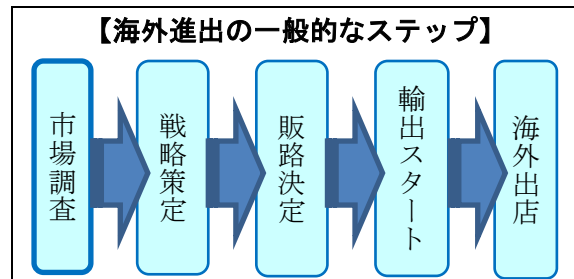 【海外進出の一般的なステップ】
市場調査
戦略策定
販路決定
輸出スタート
海外出店